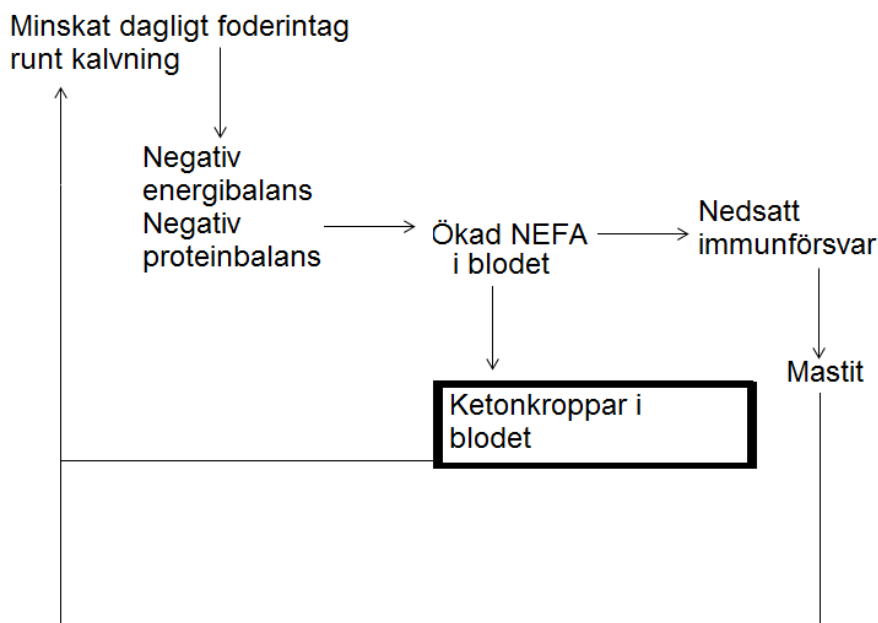 Minskat dagligt foderintag
runt kalvning
Negativ
energibalans
Negativ
proteinbalans
Ökad NEFA
i blodet
Nedsatt
immunförsvar
Ketonkroppar i
blodet
Mastit